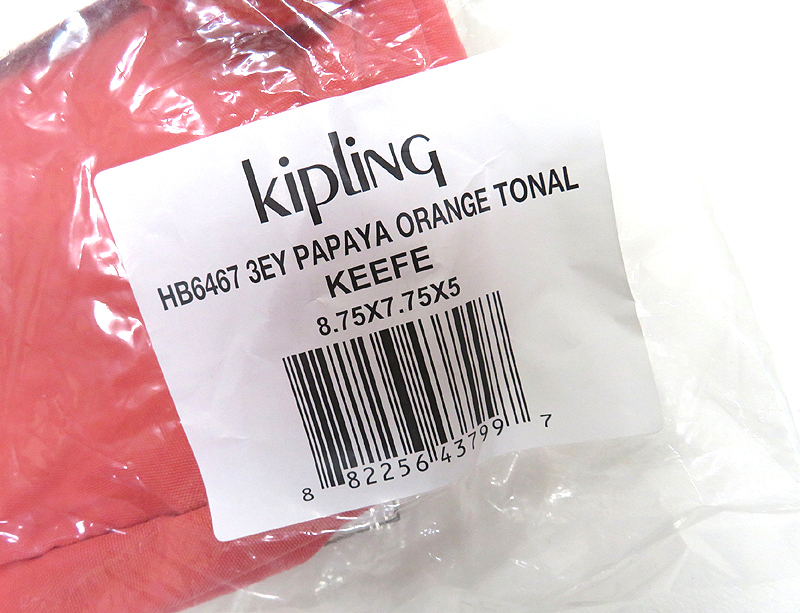 kipling
HB6467 3EY PAPAYA ORANGE TONAL
KEEFE
8.75X7.75X5
8 82256 43799 7